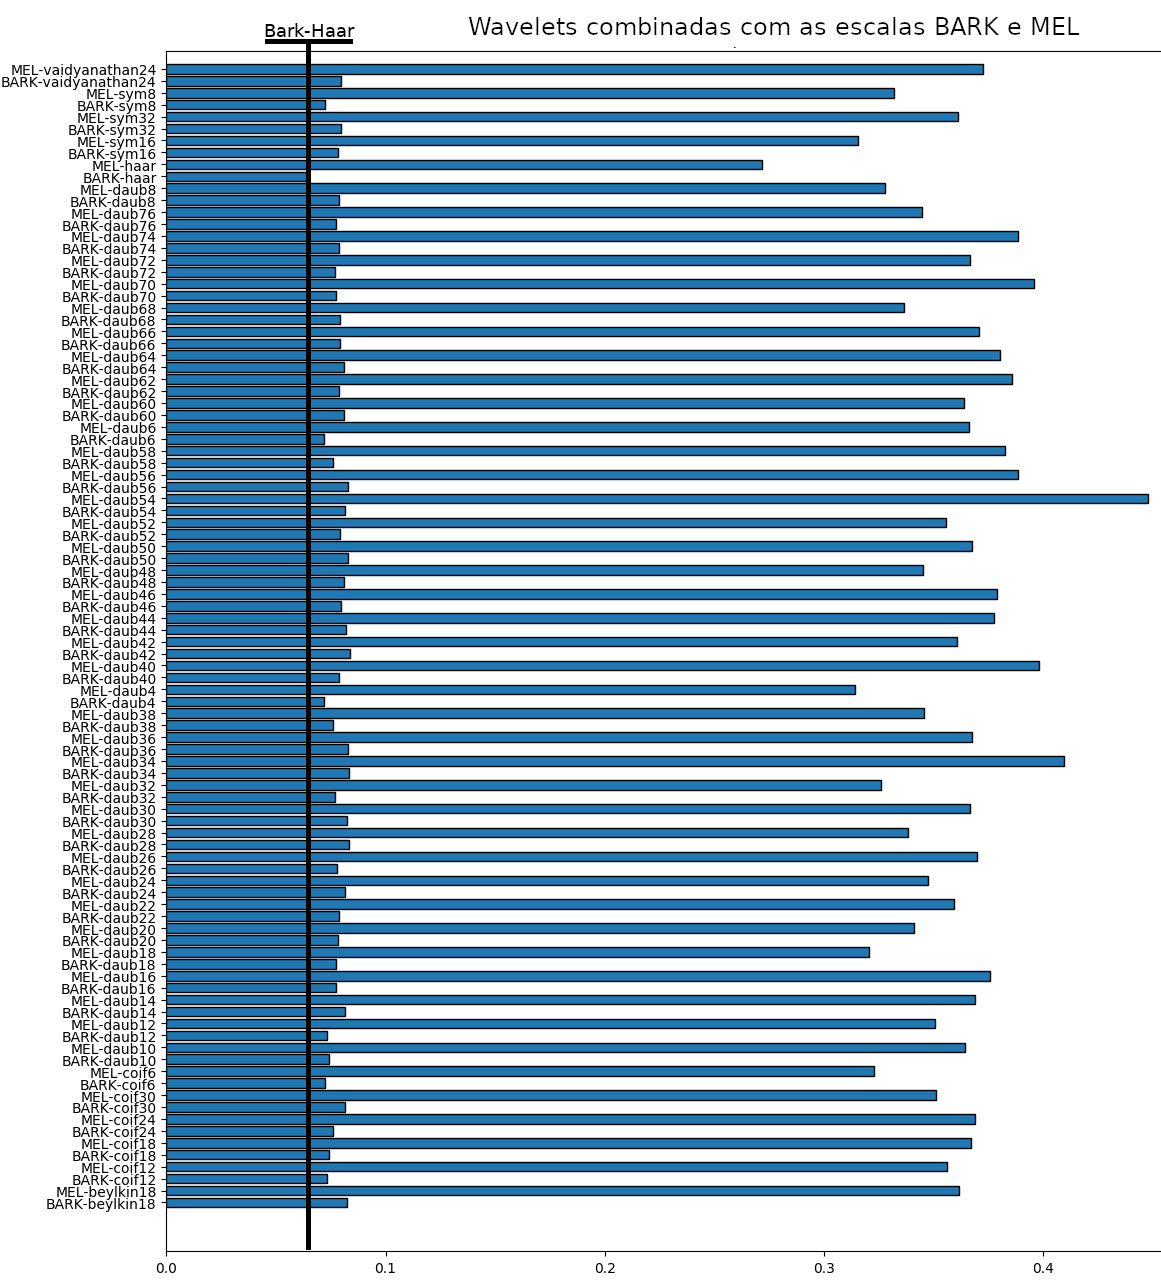 Wavelets combinadas com as escalas BARK e MEL
Bark-Haar
MEL-vaidyanathan24
BARK-vaidyanathan24
MEL-sym8
BARK-sym8
MEL-sym32
BARK-sym32
MEL-sym16
BARK-sym16
MEL-haar
BARK-haar
MEL-daub8
BARK-daub8
MEL-daub76
BARK-daub76
MEL-daub74
BARK-daub74
MEL-daub72
BARK-daub72
MEL-daub70
BARK-daub70
MEL-daub68
BARK-daub68
MEL-daub66
BARK-daub66
MEL-daub64
BARK-daub64
MEL-daub62
BARK-daub62
MEL-daub60
BARK-daub60
MEL-daub6
BARK-daub6
MEL-daub58
BARK-daub58
MEL-daub56
BARK-daub56
MEL-daub54
BARK-daub54
MEL-daub52
BARK-daub52
MEL-daub50
BARK-daub50
MEL-daub48
BARK-daub48
MEL-daub46
BARK-daub46
MEL-daub44
BARK-daub44
MEL-daub42
BARK-daub42
MEL-daub40
BARK-daub40
MEL-daub4
BARK-daub4
MEL-daub38
BARK-daub38
MEL-daub36
BARK-daub36
MEL-daub34
BARK-daub34
MEL-daub32
BARK-daub32
MEL-daub30
BARK-daub30
MEL-daub28
BARK-daub28
MEL-daub26
BARK-daub26
MEL-daub24
BARK-daub24
MEL-daub22
BARK-daub22
MEL-daub20
BARK-daub20
MEL-daub18
BARK-daub18
MEL-daub16
BARK-daub16
MEL-daub14
BARK-daub14
MEL-daub12
BARK-daub12
MEL-daub10
BARK-daub10
MEL-coif6
BARK-coif6
MEL-coif30
BARK-coif30
MEL-coif24
BARK-coif24
MEL-coif18
BARK-coif18
MEL-coif12
BARK-coif12
MEL-beylkin18
BARK-beylkin18
0.0 0.1 0.2 0.3 0.4